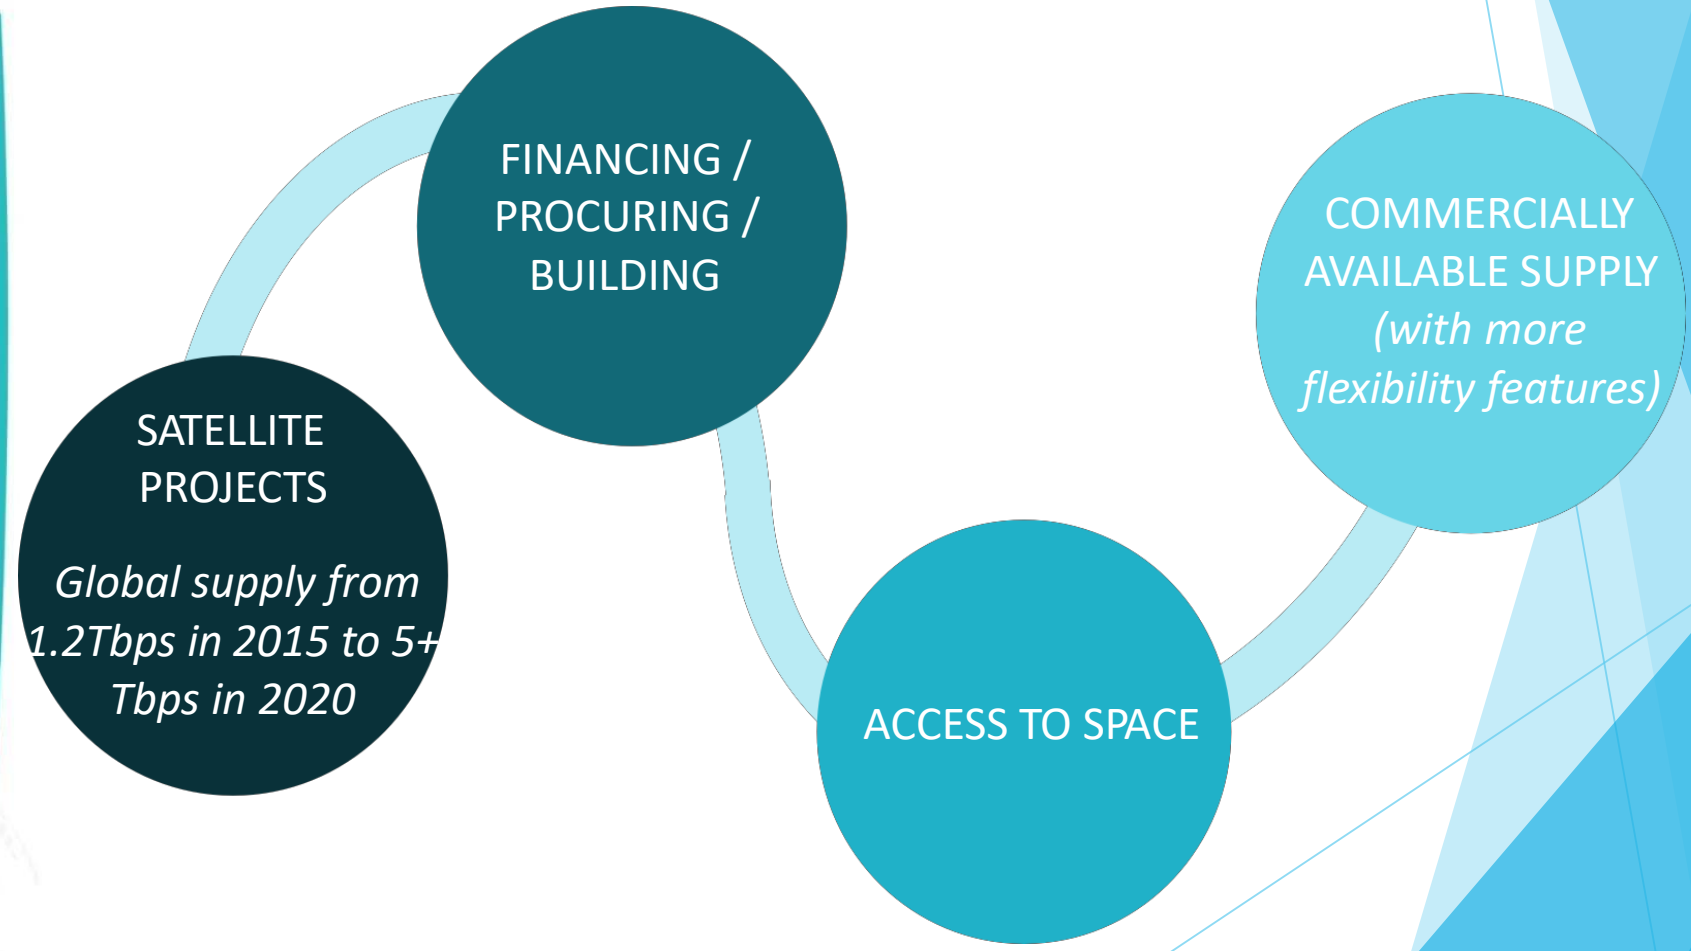 SATELLITE
PROJECTS
Global supply from
1.2Tbps in 2015 to 5+
Tbps in 2020
FINANCING /
PROCURING /
BUILDING
ACCESS TO SPACE
COMMERCIALLY
AVAILABLE SUPPLY
(with more
flexibility features)